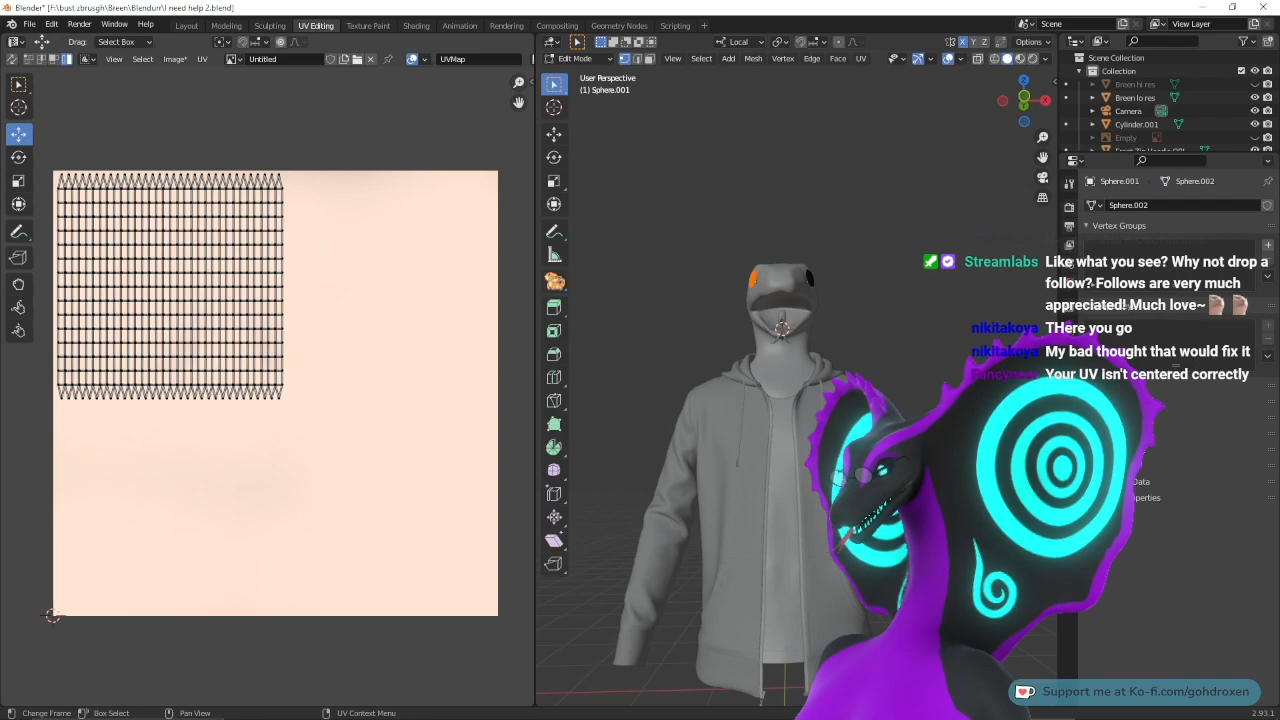 Blender* [F:\bust zbrusgh\Breen\Blendur\I need help 2.blend]
File Edit Render Window Help Layout Modeling Sculpting UV Editing Texture Paint Shading Animation Rendering Compositing Geometry Nodes Scripting + Scene View Layer
Drag: Select Box Local X Y Z Options
View Select Image* UV Untitled UVMap Edit Mode View Select Add Mesh Vertex Edge Face UV
Scene Collection
Collection
Breen hi res
Breen lo res
Camera
Cylinder.001
Empty
User Perspective
(1) Sphere.001
Z
X
Y
Sphere.001 Sphere.002
Sphere.002
Vertex Groups
Streamlabs Like what you see? Why not drop a
follow? Follows are very much
appreciated! Much love~
nikitakoya THere you go
nikitakoya My bad thought that would fix it
Your UV isn't centered correctly
Data
operties
Support me at Ko-fi.com/gohdroxen
Change Frame Box Select Pan View UV Context Menu 2.93.1